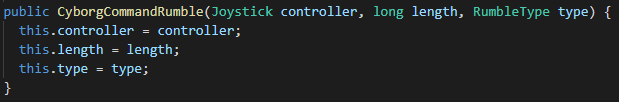 public CyborgCommandRumble(Joystick controller, long length, RumbleType type) {
this.controller = controller;
this.length = length;
this.type = type;
}